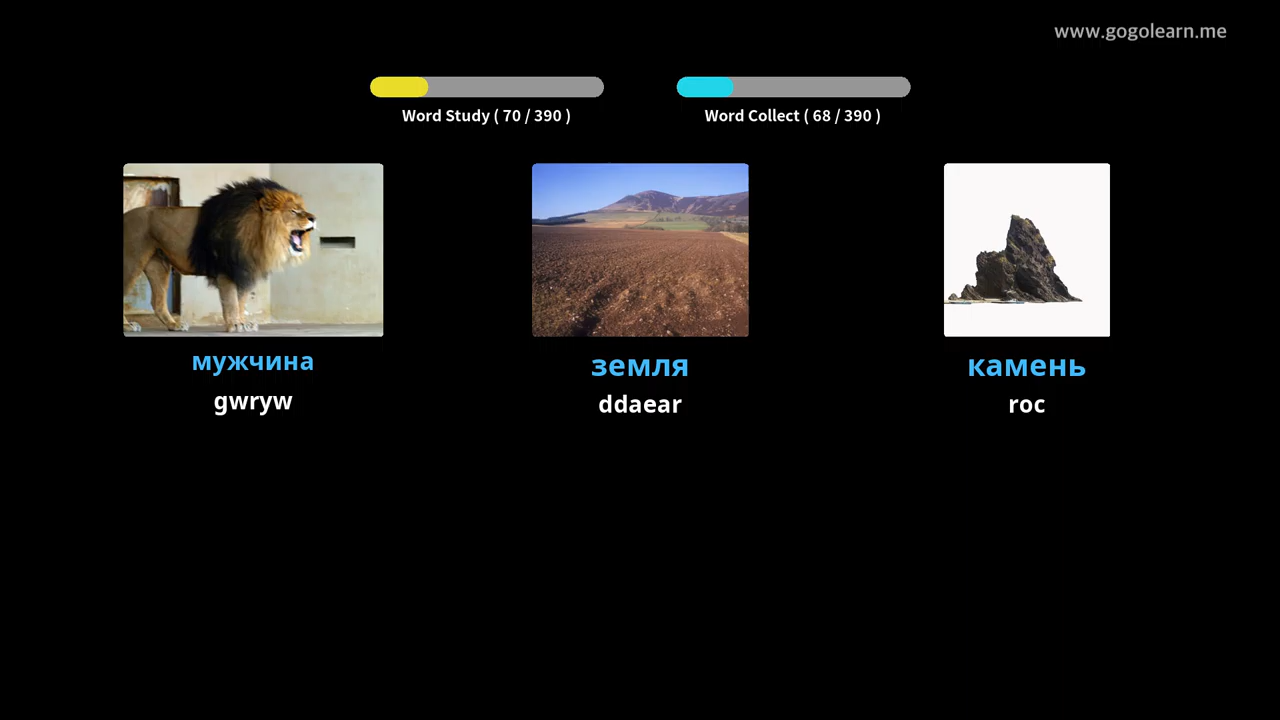 www.gogolearn.me
Word Study ( 70 / 390 )
Word Collect ( 68 / 390 )
мужчина
gwryw
земля
ddaear
камень
roc